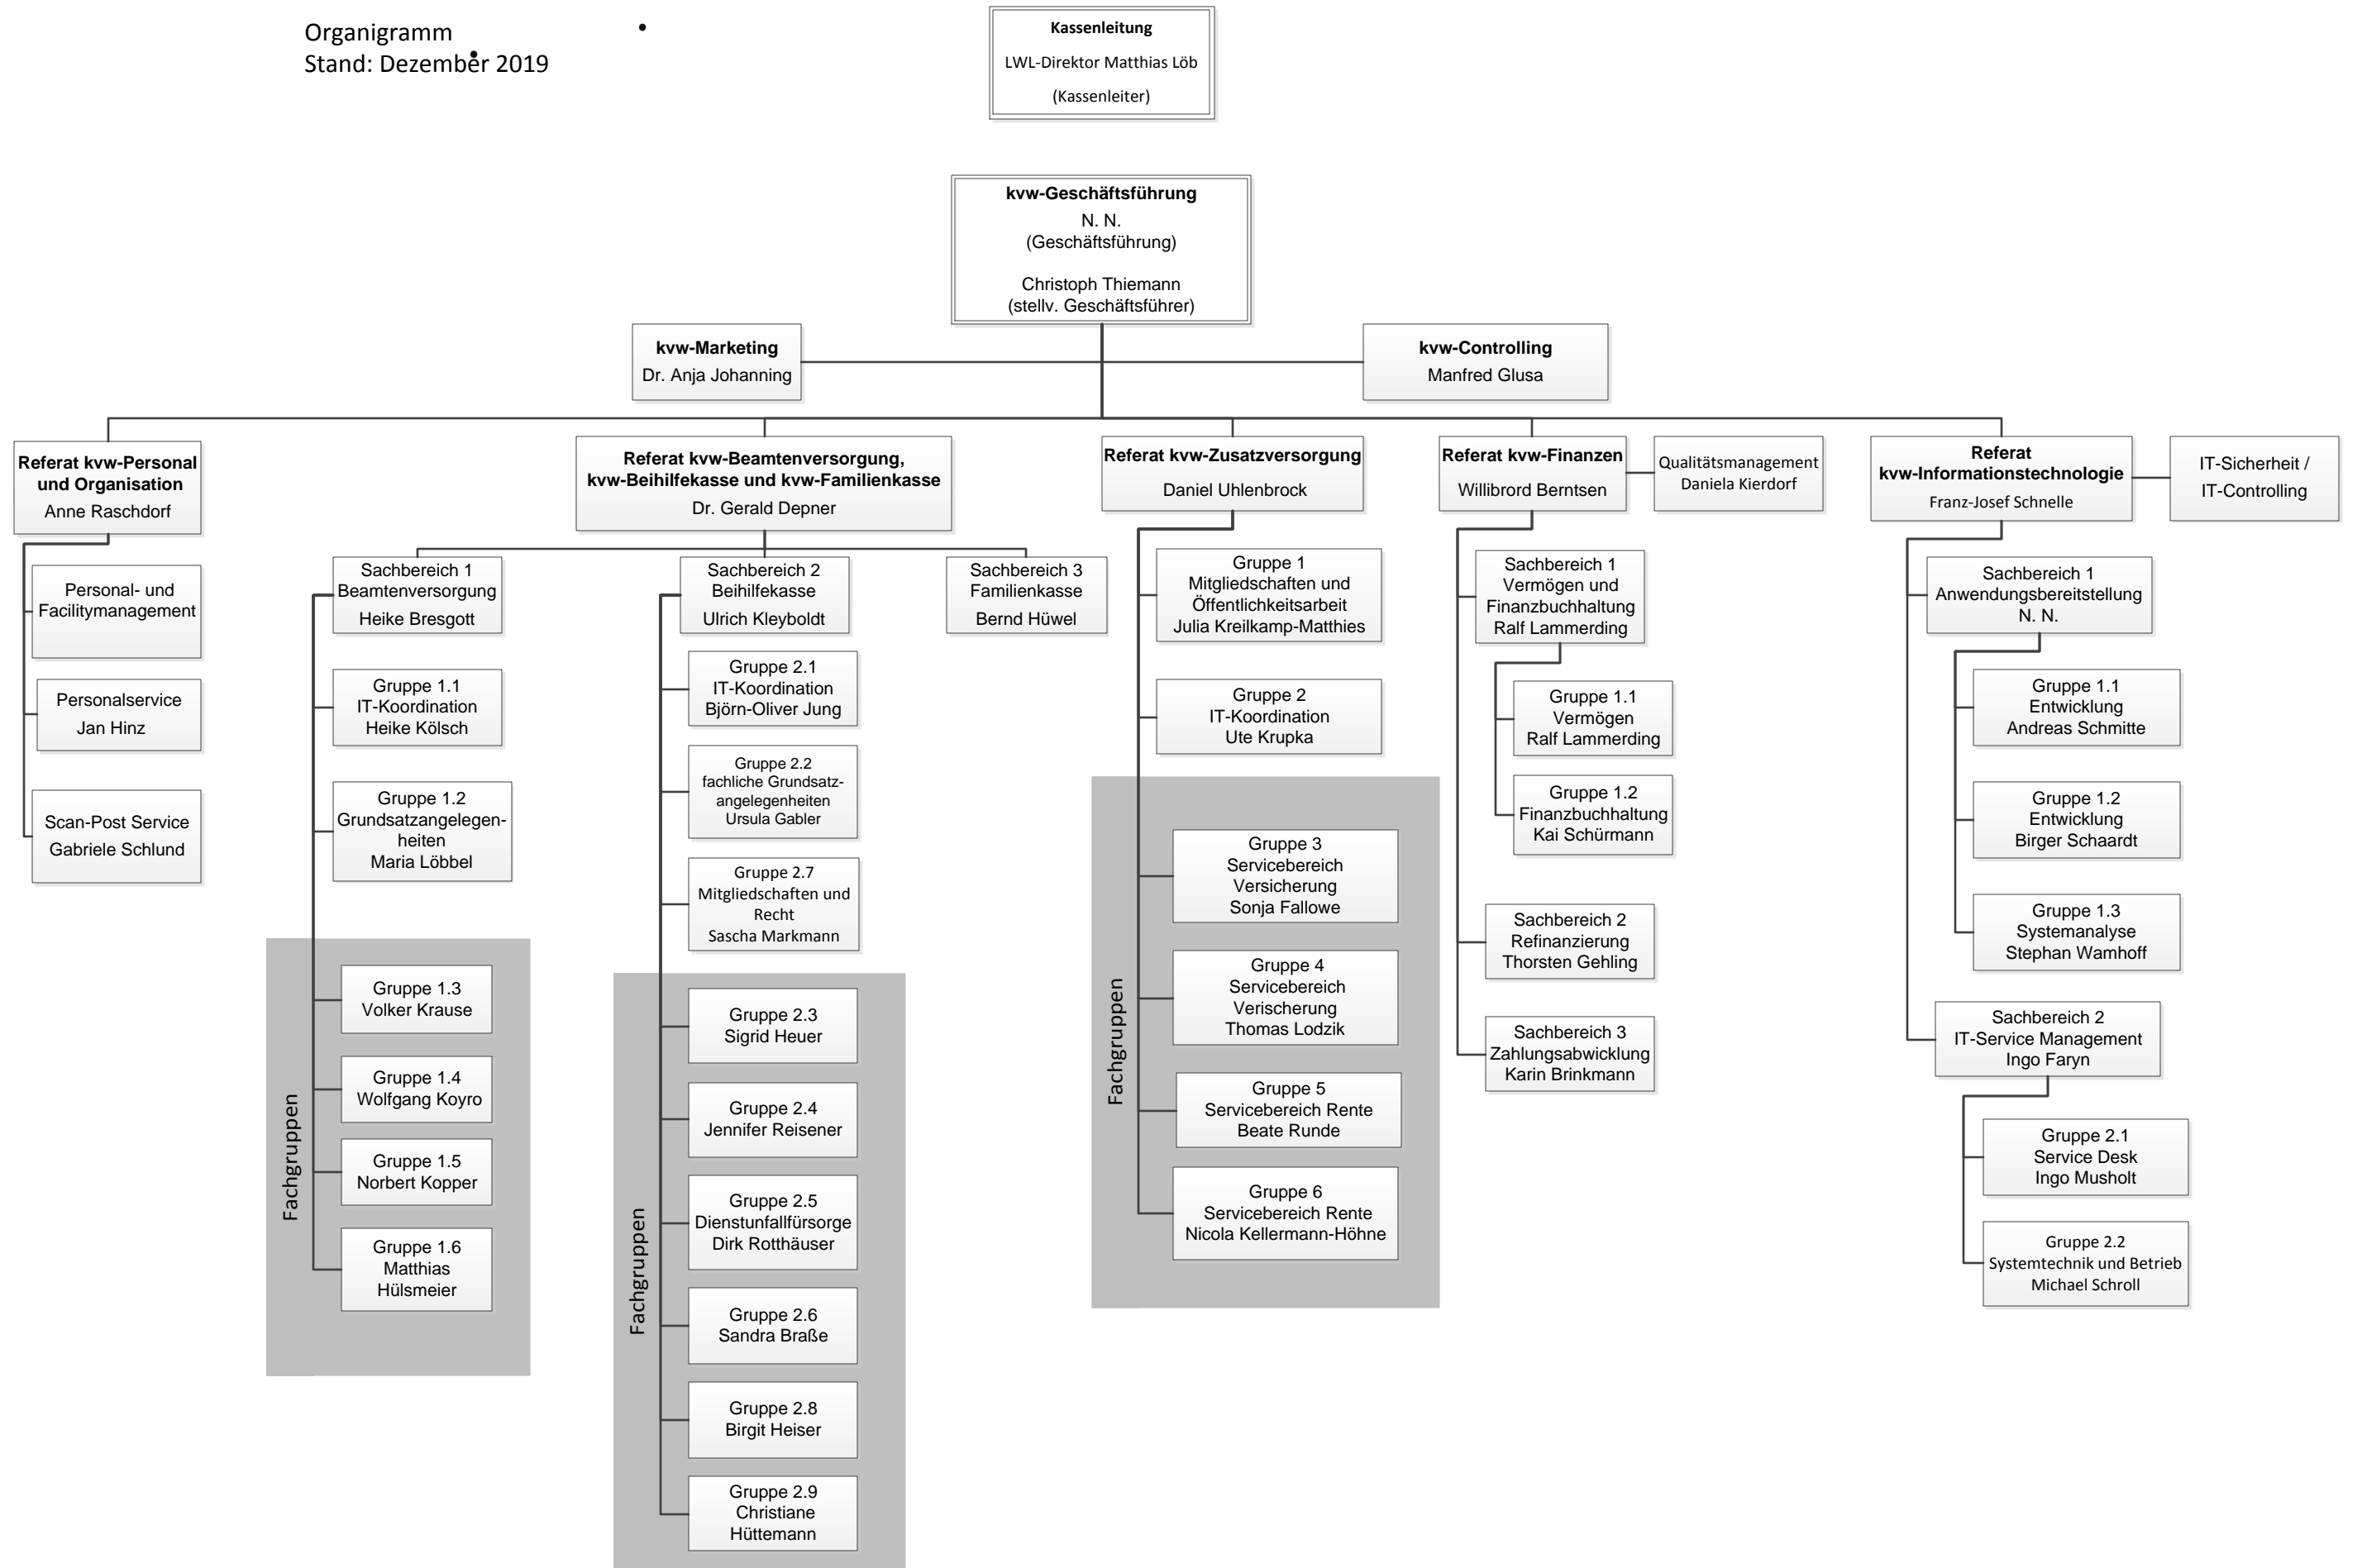 Organigramm
Stand: Dezember 2019
Kassenleitung
LWL-Direktor Matthias Löb
(Kassenleiter)
kvw-Geschäftsführung
N. N.
(Geschäftsführung)
Christoph Thiemann
(stellv. Geschäftsführer)
kvw-Marketing
Dr. Anja Johanning
kvw-Controlling
Manfred Glusa
Referat kvw-Personal
und Organisation
Anne Raschdorf
Personal- und
Facilitymanagement
Personalservice
Jan Hinz
Scan-Post Service
Gabriele Schlund
Referat kvw-Beamtenversorgung,
kvw-Beihilfekasse und kvw-Familienkasse
Dr. Gerald Depner
Sachbereich 1
Beamtenversorgung
Heike Bresgott
Gruppe 1.1
IT-Koordination
Heike Kölsch
Gruppe 1.2
Grundsatzangelegen-
heiten
Maria Löbbel
Fachgruppen
Gruppe 1.3
Volker Krause
Gruppe 1.4
Wolfgang Koyro
Gruppe 1.5
Norbert Kopper
Gruppe 1.6
Matthias
Hülsmeier
Sachbereich 2
Beihilfekasse
Ulrich Kleyboldt
Gruppe 2.1
IT-Koordination
Björn-Oliver Jung
Gruppe 2.2
fachliche Grundsatz-
angelegenheiten
Ursula Gabler
Gruppe 2.7
Mitgliedschaften und
Recht
Sascha Markmann
Fachgruppen
Gruppe 2.3
Sigrid Heuer
Gruppe 2.4
Jennifer Reisener
Gruppe 2.5
Dienstunfallfürsorge
Dirk Rotthäuser
Gruppe 2.6
Sandra Braße
Gruppe 2.8
Birgit Heiser
Gruppe 2.9
Christiane
Hüttemann
Sachbereich 3
Familienkasse
Bernd Hüwel
Referat kvw-Zusatzversorgung
Daniel Uhlenbrock
Gruppe 1
Mitgliedschaften und
Öffentlichkeitsarbeit
Julia Kreilkamp-Matthies
Gruppe 2
IT-Koordination
Ute Krupka
Fachgruppen
Gruppe 3
Servicebereich
Versicherung
Sonja Fallowe
Gruppe 4
Servicebereich
Verischerung
Thomas Lodzik
Gruppe 5
Servicebereich Rente
Beate Runde
Gruppe 6
Servicebereich Rente
Nicola Kellermann-Höhne
Referat kvw-Finanzen
Willibrord Berntsen
Qualitätsmanagement
Daniela Kierdorf
Sachbereich 1
Vermögen und
Finanzbuchhaltung
Ralf Lammerding
Gruppe 1.1
Vermögen
Ralf Lammerding
Gruppe 1.2
Finanzbuchhaltung
Kai Schürmann
Sachbereich 2
Refinanzierung
Thorsten Gehling
Sachbereich 3
Zahlungsabwicklung
Karin Brinkmann
Referat
kvw-Informationstechnologie
Franz-Josef Schnelle
IT-Sicherheit /
IT-Controlling
Sachbereich 1
Anwendungsbereitstellung
N. N.
Gruppe 1.1
Entwicklung
Andreas Schmitte
Gruppe 1.2
Entwicklung
Birger Schaardt
Gruppe 1.3
Systemanalyse
Stephan Wamhoff
Sachbereich 2
IT-Service Management
Ingo Faryn
Gruppe 2.1
Service Desk
Ingo Musholt
Gruppe 2.2
Systemtechnik und Betrieb
Michael Schroll